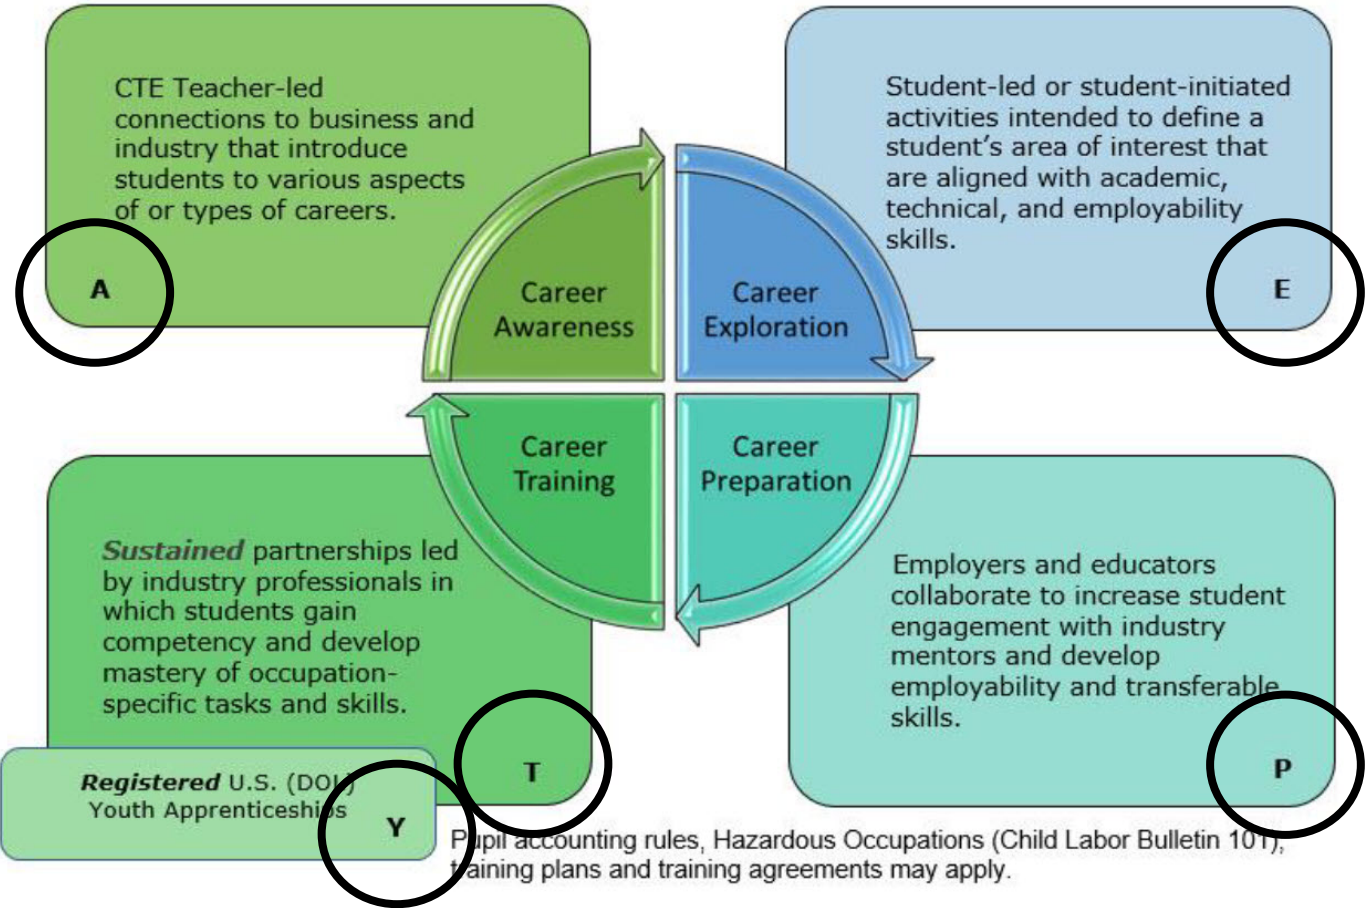 CTE Teacher-led
connections to business and
industry that introduce
students to various aspects
of or types of careers.
A
Student-led or student-initiated
activities intended to define a
student's area of interest that
are aligned with academic,
technical, and employability
skills.
E
Career
Awareness
Career
Exploration
Career
Training
Career
Preparation
Sustained partnerships led
by industry professionals in
which students gain
competency and develop
mastery of occupation-
specific tasks and skills.
T
Employers and educators
collaborate to increase student
engagement with industry
mentors and develop
employability and transferable
skills.
P
Registered U.S. (DOL)
Youth Apprenticeships
Y
Pupil accounting rules, Hazardous Occupations (Child Labor Bulletin 101),
training plans and training agreements may apply.